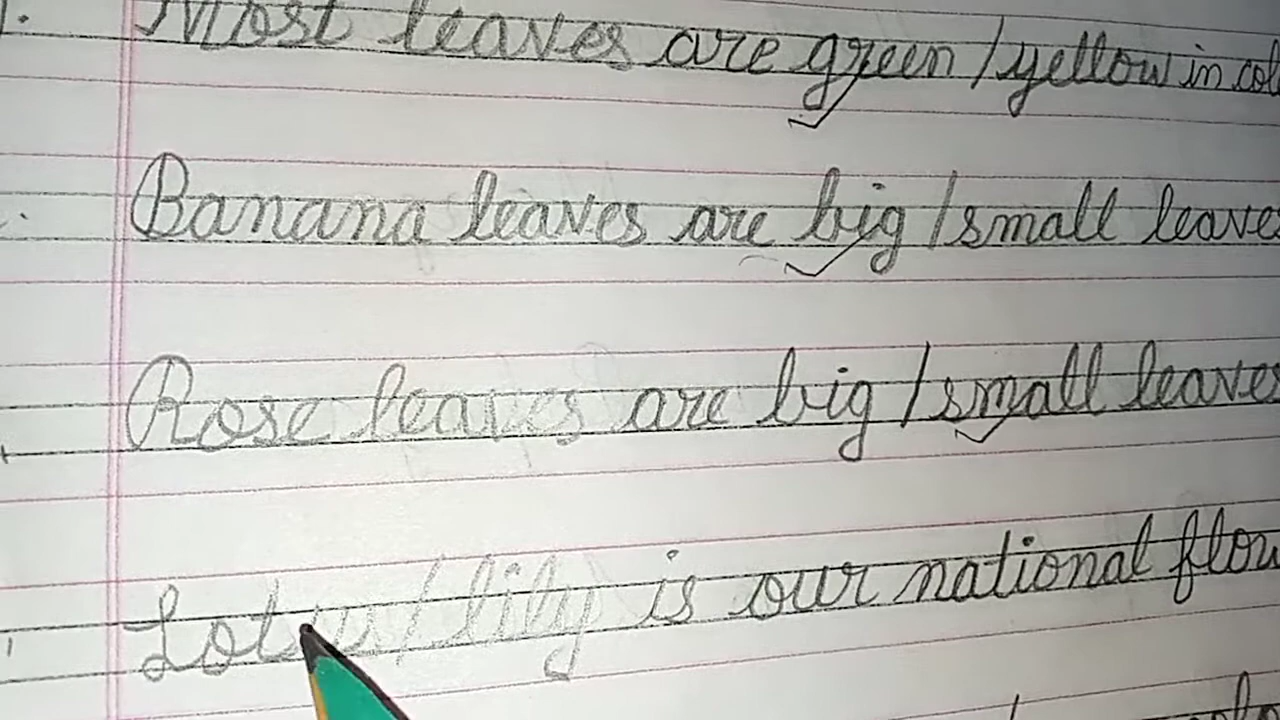 Most leaves are green / yellow in col
Banana leaves are big / small leaves
Rose leaves are big / small leaves
Lotus / lily is our national flow